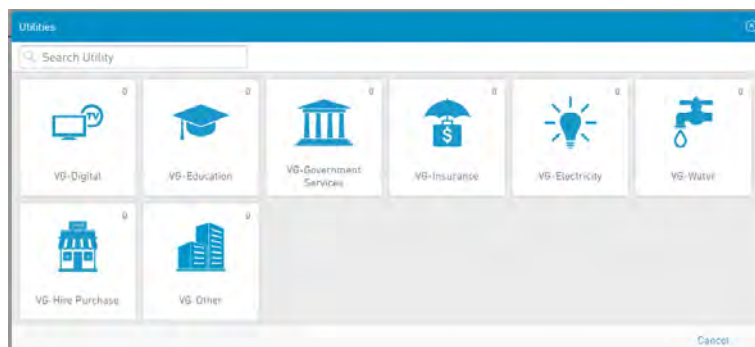 Utilities
Search Utility
0
0
0
0
0
0
TV
$
VG-Digital
VG-Education
VG-Government
Services
VG-Insurance
VG-Electricity
VG-Water
0
0
VG-Hire Purchase
VG-Other
Cancel